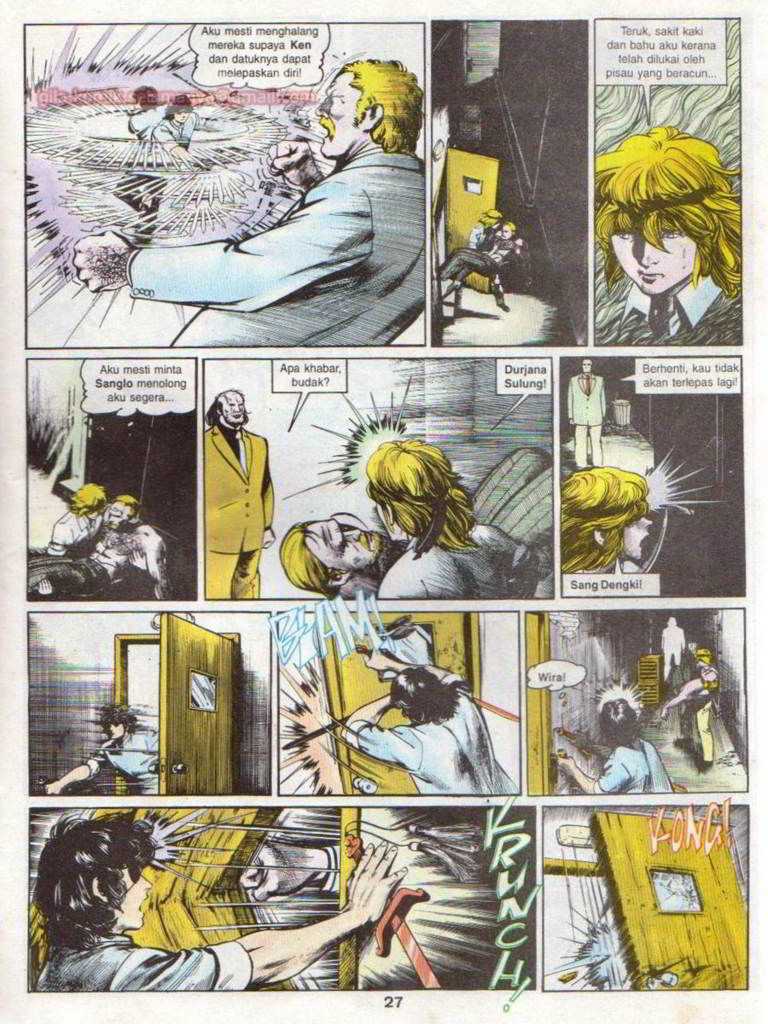 Aku mesti menghalang
mereka supaya Ken
dan datuknya dapat
melepaskan diri!
Teruk, sakit kaki
dan bahu aku kerana
telah dilukai oleh
pisau yang beracun...
Aku mesti minta
Sanglo menolong
aku segera...
Apa khabar,
budak?
Durjana
Sulung!
Berhenti, kau tidak
akan terlepas lagi!
Sang Dengki!
BLAM!
Wira!
KRUNCH!
KONG!
27